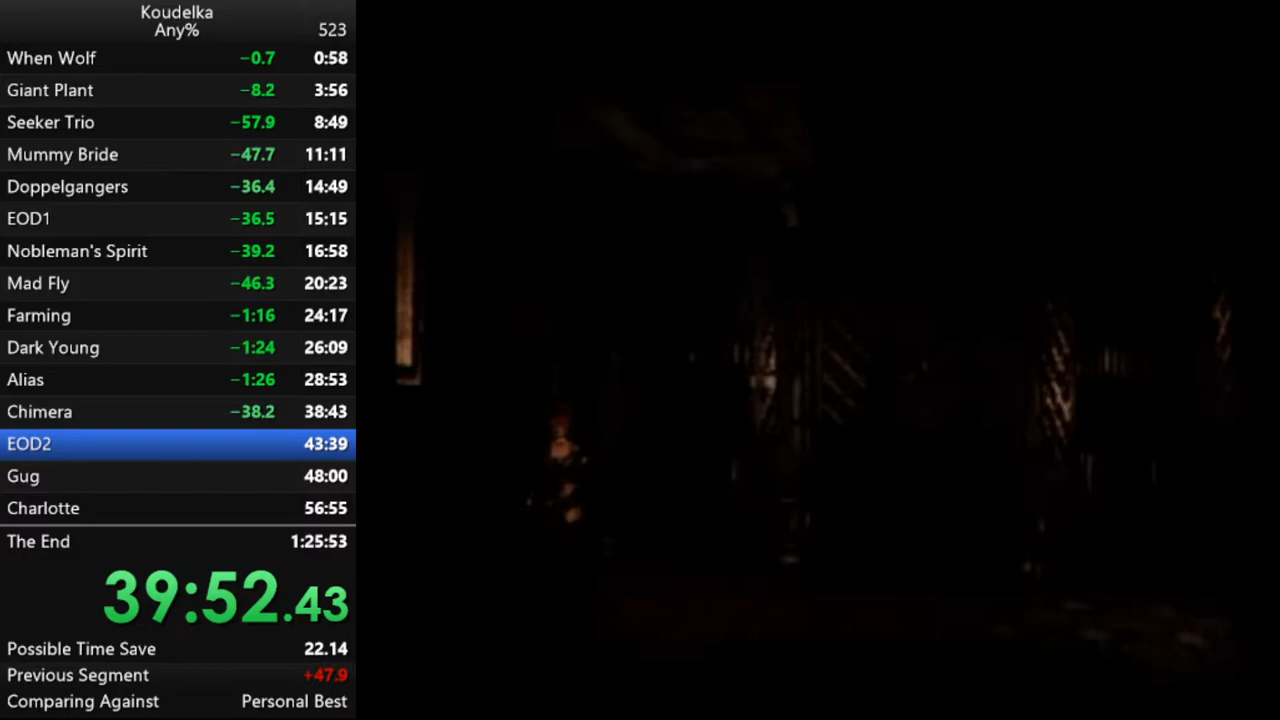 Koudelka
Any% 523
When Wolf −0.7 0:58
Giant Plant −8.2 3:56
Seeker Trio −57.9 8:49
Mummy Bride −47.7 11:11
Doppelgangers −36.4 14:49
EOD1 −36.5 15:15
Nobleman's Spirit −39.2 16:58
Mad Fly −46.3 20:23
Farming −1:16 24:17
Dark Young −1:24 26:09
Alias −1:26 28:53
Chimera −38.2 38:43
EOD2 43:39
Gug 48:00
Charlotte 56:55
The End 1:25:53
39:52.43
Possible Time Save 22.14
Previous Segment +47.9
Comparing Against Personal Best